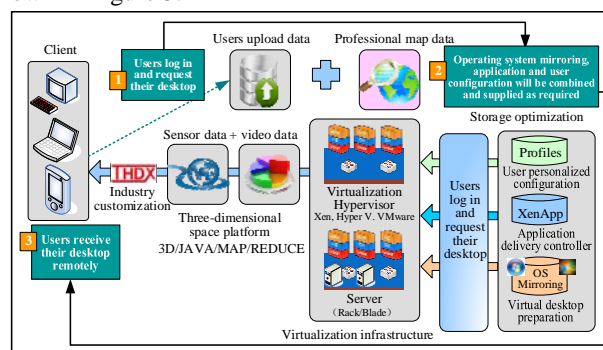 Client
1
Users log in
and request
their desktop
Users upload data
Professional map data
2
Operating system mirroring,
application and user
configuration will be combined
and supplied as required
Storage optimization
Sensor data + video data
IHDX
Industry
customization
Three-dimensional
space platform
3D/JAVA/MAP/REDUCE
Virtualization
Hypervisor
Xen, Hyper V. VMware
Server
(Rack/Blade)
Users
log in
and
request
their
desktop
Profiles
User personalized
configuration
XenApp
Application
delivery controller
OS
Mirroring
Virtual desktop
preparation
3
Users receive
their desktop
remotely
Virtualization infrastructure